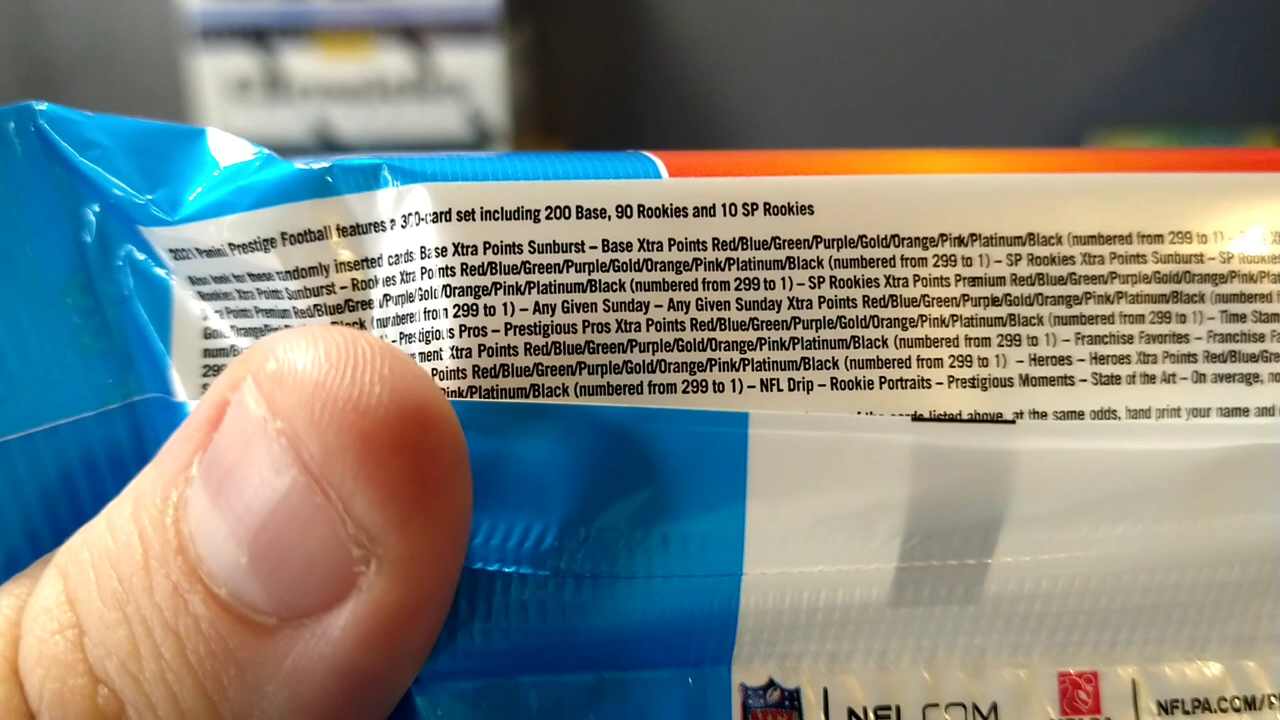 2021 Panini Prestige Football features a 300-card set including 200 Base, 90 Rookies and 10 SP Rookies
Also look for these randomly inserted cards: Base Xtra Points Sunburst – Base Xtra Points Red/Blue/Green/Purple/Gold/Orange/Pink/Platinum/Black (numbered from 299 to 1) –
Rookies Xtra Points Sunburst – Rookies Xtra Points Red/Blue/Green/Purple/Gold/Orange/Pink/Platinum/Black (numbered from 299 to 1) – SP Rookies Xtra Points Sunburst – SP Rookies
Xtra Points Premium Red/Blue/Green/Purple/Gold/Orange/Pink/Platinum/Black (numbered from 299 to 1) – SP Rookies Xtra Points Premium Red/Blue/Green/Purple/Gold/Orange/Pink
Gold/Orange/ Black (numbered from 299 to 1) – Any Given Sunday – Any Given Sunday Xtra Points Red/Blue/Green/Purple/Gold/Orange/Pink/Platinum/Black (numbered
– Prestigious Pros – Prestigious Pros Xtra Points Red/Blue/Green/Purple/Gold/Orange/Pink/Platinum/Black (numbered from 299 to 1) – Time Stam
ment Xtra Points Red/Blue/Green/Purple/Gold/Orange/Pink/Platinum/Black (numbered from 299 to 1) – Franchise Favorites – Franchise Fa
299 Points Red/Blue/Green/Purple/Gold/Orange/Pink/Platinum/Black (numbered from 299 to 1) – Heroes – Heroes Xtra Points Red/Blue/Gre
ink/Platinum/Black (numbered from 299 to 1) – NFL Drip – Rookie Portraits – Prestigious Moments – State of the Art – On average, no
listed above, at the same odds, hand print your name and
NFL.COM
NFLPA.COM/